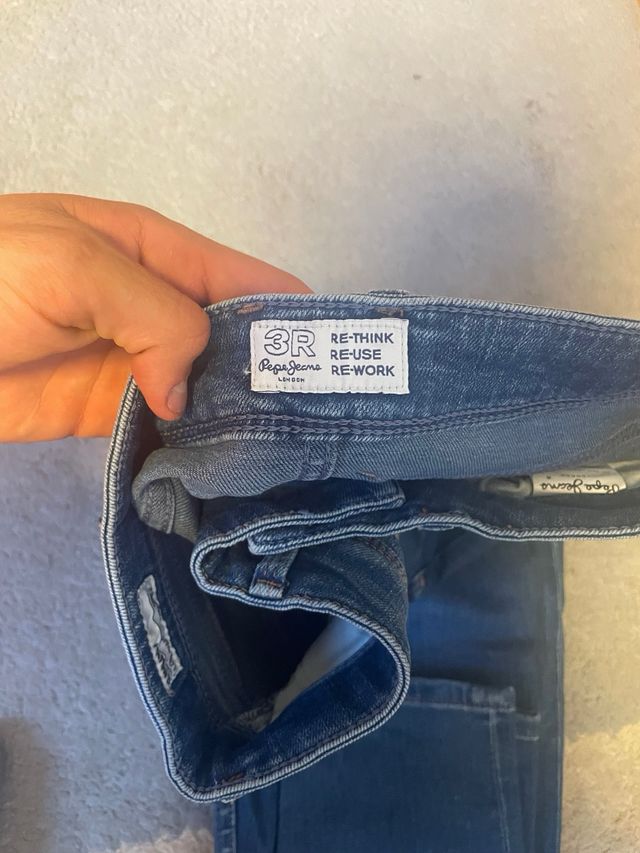 3R
Pepe Jeans
LONDON
RE-THINK
RE-USE
RE-WORK
Pepe Jeans